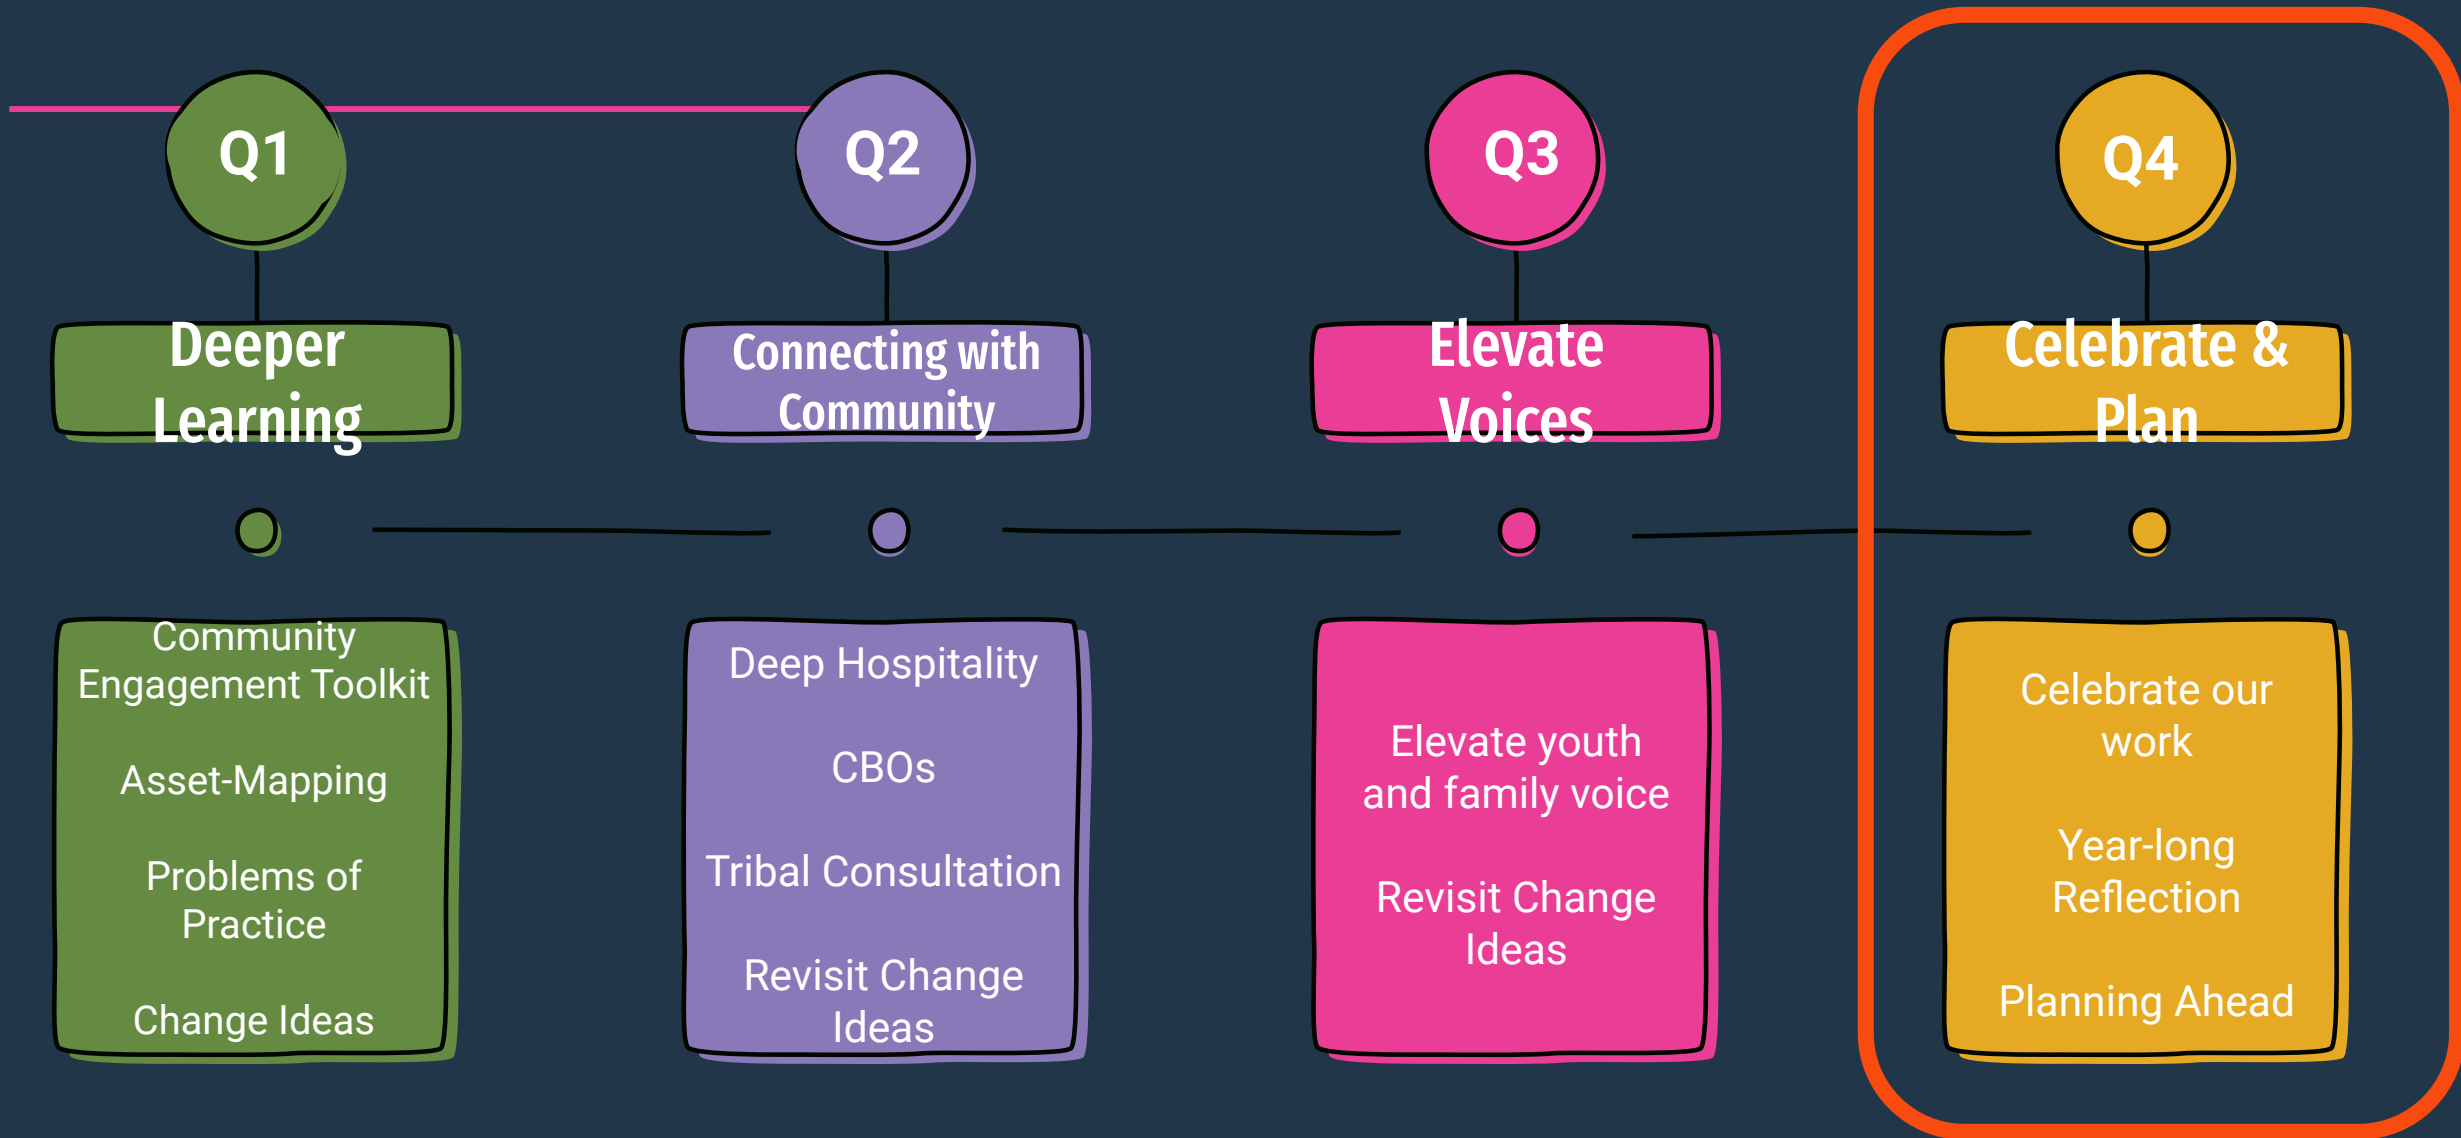 Q1
Deeper
Learning
Community
Engagement Toolkit
Asset-Mapping
Problems of
Practice
Change Ideas
Q2
Connecting with
Community
Deep Hospitality
CBOs
Tribal Consultation
Revisit Change
Ideas
Q3
Elevate
Voices
Elevate youth
and family voice
Revisit Change
Ideas
Q4
Celebrate &
Plan
Celebrate our
work
Year-long
Reflection
Planning Ahead